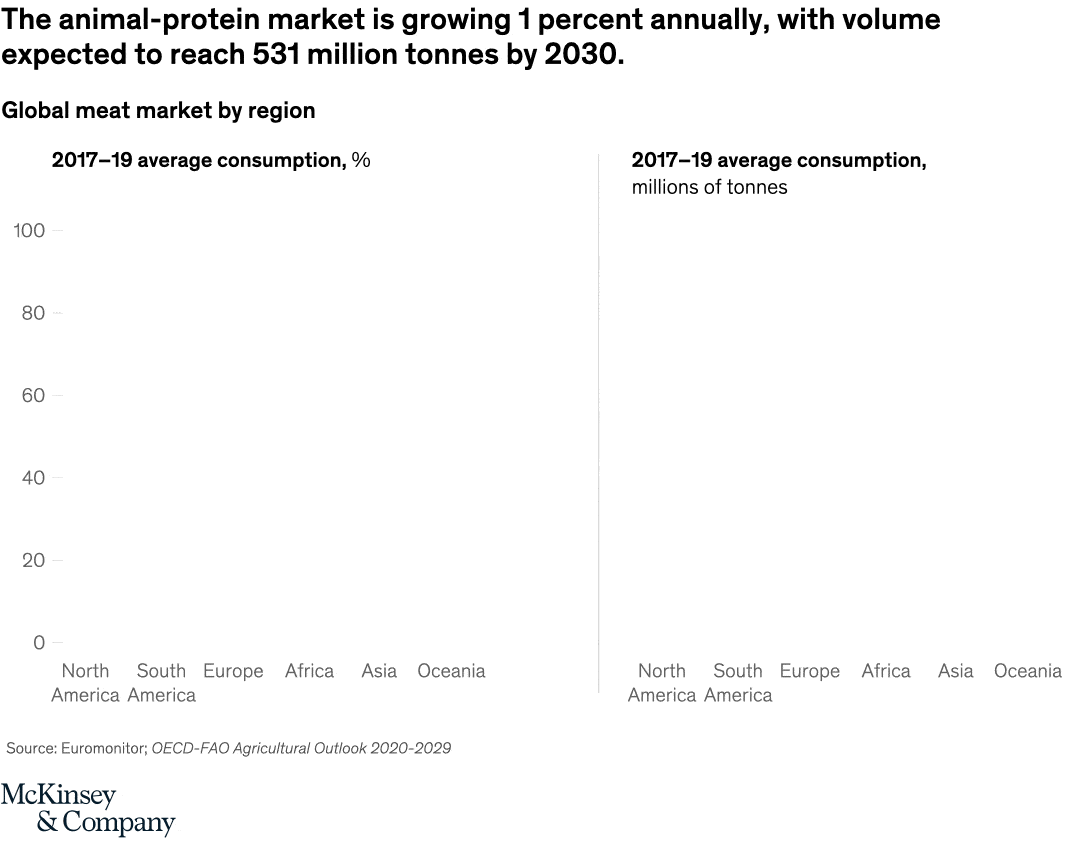 The animal-protein market is growing 1 percent annually, with volume
expected to reach 531 million tonnes by 2030.
Global meat market by region
2017–19 average consumption, %
100
80
60
40
20
0
North America
South America
Europe
Africa
Asia
Oceania
2017–19 average consumption,
millions of tonnes
North America
South America
Europe
Africa
Asia
Oceania
Source: Euromonitor; OECD-FAO Agricultural Outlook 2020-2029
McKinsey
& Company